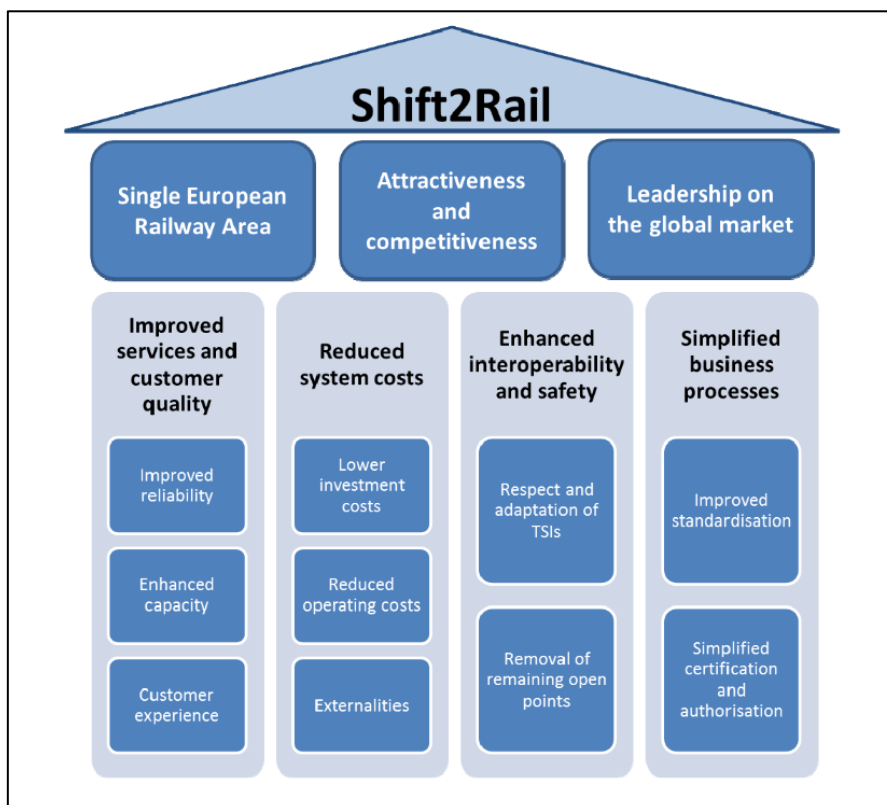 Shift2Rail
Single European
Railway Area
Attractiveness
and
competitiveness
Leadership on
the global market
Improved
services and
customer
quality
Improved
reliability
Enhanced
capacity
Customer
experience
Reduced
system costs
Lower
investment
costs
Reduced
operating costs
Externalities
Enhanced
interoperability
and safety
Respect and
adaptation of
TSIs
Removal of
remaining open
points
Simplified
business
processes
Improved
standardisation
Simplified
certification
and
authorisation